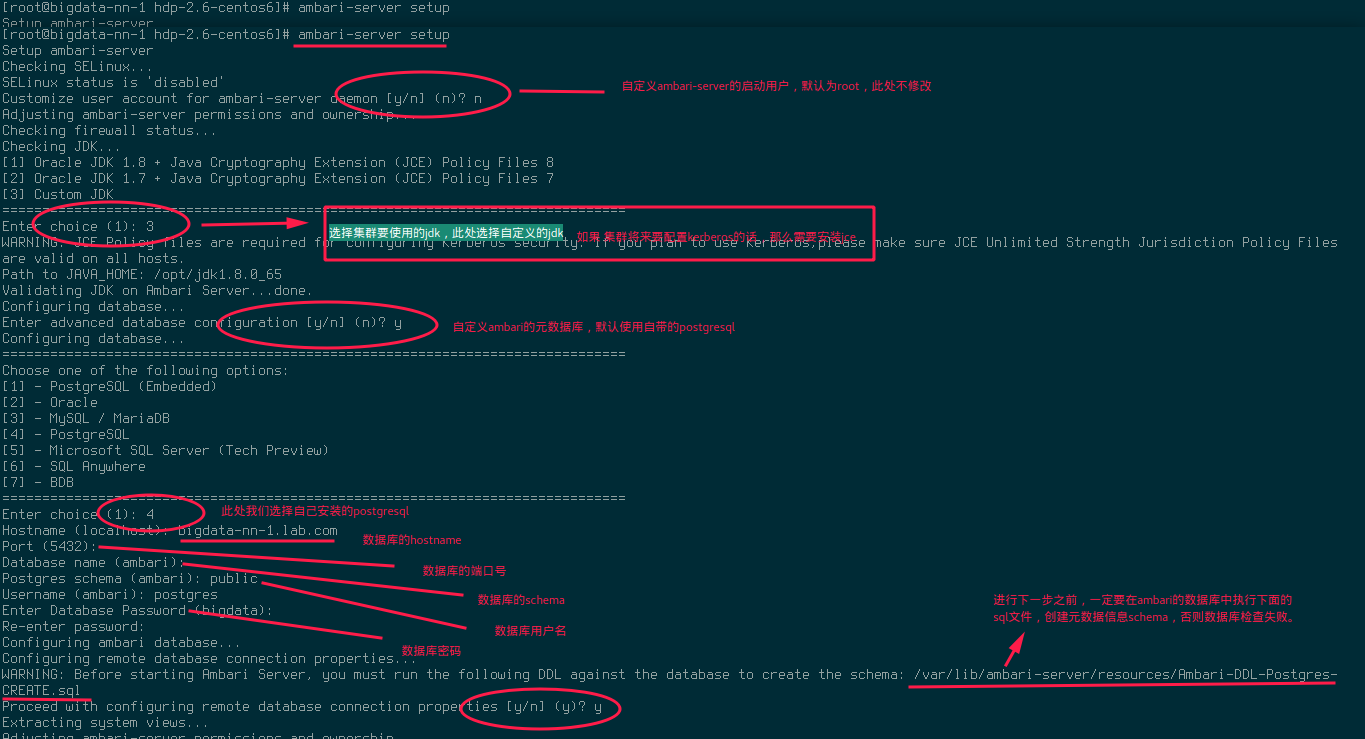 [root@bigdata-nn-1 hdp-2.6-centos6]# ambari-server setup
Setup ambari-server
[root@bigdata-nn-1 hdp-2.6-centos6]# ambari-server setup
Setup ambari-server
Checking SELinux...
SELinux status is 'disabled'
自定义ambari-server的启动用户，默认为root，此处不修改
Customize user account for ambari-server daemon [y/n] (n)? n
Adjusting ambari-server permissions and ownership...
Checking firewall status...
Checking JDK...
[1] Oracle JDK 1.8 + Java Cryptography Extension (JCE) Policy Files 8
[2] Oracle JDK 1.7 + Java Cryptography Extension (JCE) Policy Files 7
[3] Custom JDK
==============================================================================
Enter choice (1): 3
选择集群要使用的jdk，此处选择自定义的jdk
如果 集群将来要配置kerberos的话，那么需要安装jce
WARNING: JCE Policy files are required for configuring Kerberos security. If you plan to use Kerberos,please make sure JCE Unlimited Strength Jurisdiction Policy Files
are valid on all hosts.
Path to JAVA_HOME: /opt/jdk1.8.0_65
Validating JDK on Ambari Server...done.
Configuring database...
Enter advanced database configuration [y/n] (n)? y
自定义ambari的元数据库，默认使用自带的postgresql
Configuring database...
==============================================================================
Choose one of the following options:
[1] - PostgreSQL (Embedded)
[2] - Oracle
[3] - MySQL / MariaDB
[4] - PostgreSQL
[5] - Microsoft SQL Server (Tech Preview)
[6] - SQL Anywhere
[7] - BDB
==============================================================================
Enter choice (1): 4
此处我们选择自己安装的postgresql
Hostname (localhost): bigdata-nn-1.lab.com
数据库的hostname
Port (5432):
Database name (ambari):
数据库的端口号
Postgres schema (ambari): public
Username (ambari): postgres
数据库的schema
Enter Database Password (bigdata):
Re-enter password:
数据库用户名
Configuring ambari database...
数据库密码
Configuring remote database connection properties...
进行下一步之前，一定要在ambari的数据库中执行下面的
sql文件，创建元数据信息schema，否则数据库检查失败。
WARNING: Before starting Ambari Server, you must run the following DDL against the database to create the schema: /var/lib/ambari-server/resources/Ambari-DDL-Postgres-
CREATE.sql
Proceed with configuring remote database connection properties [y/n] (y)? y
Extracting system views...
Adjusting ambari-server permissions and ownership...